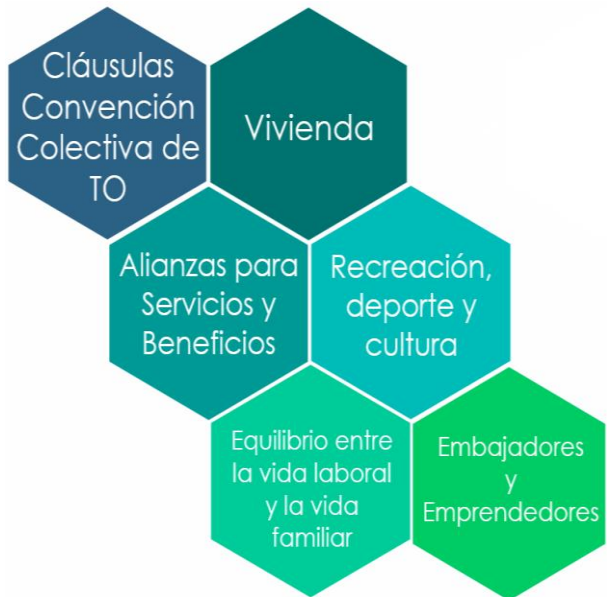 Cláusulas
Convención
Colectiva de
TO
Vivienda
Alianzas para
Servicios y
Beneficios
Recreación,
deporte y
cultura
Equilibrio entre
la vida laboral
y la vida
familiar
Embajadores
y
Emprendedores